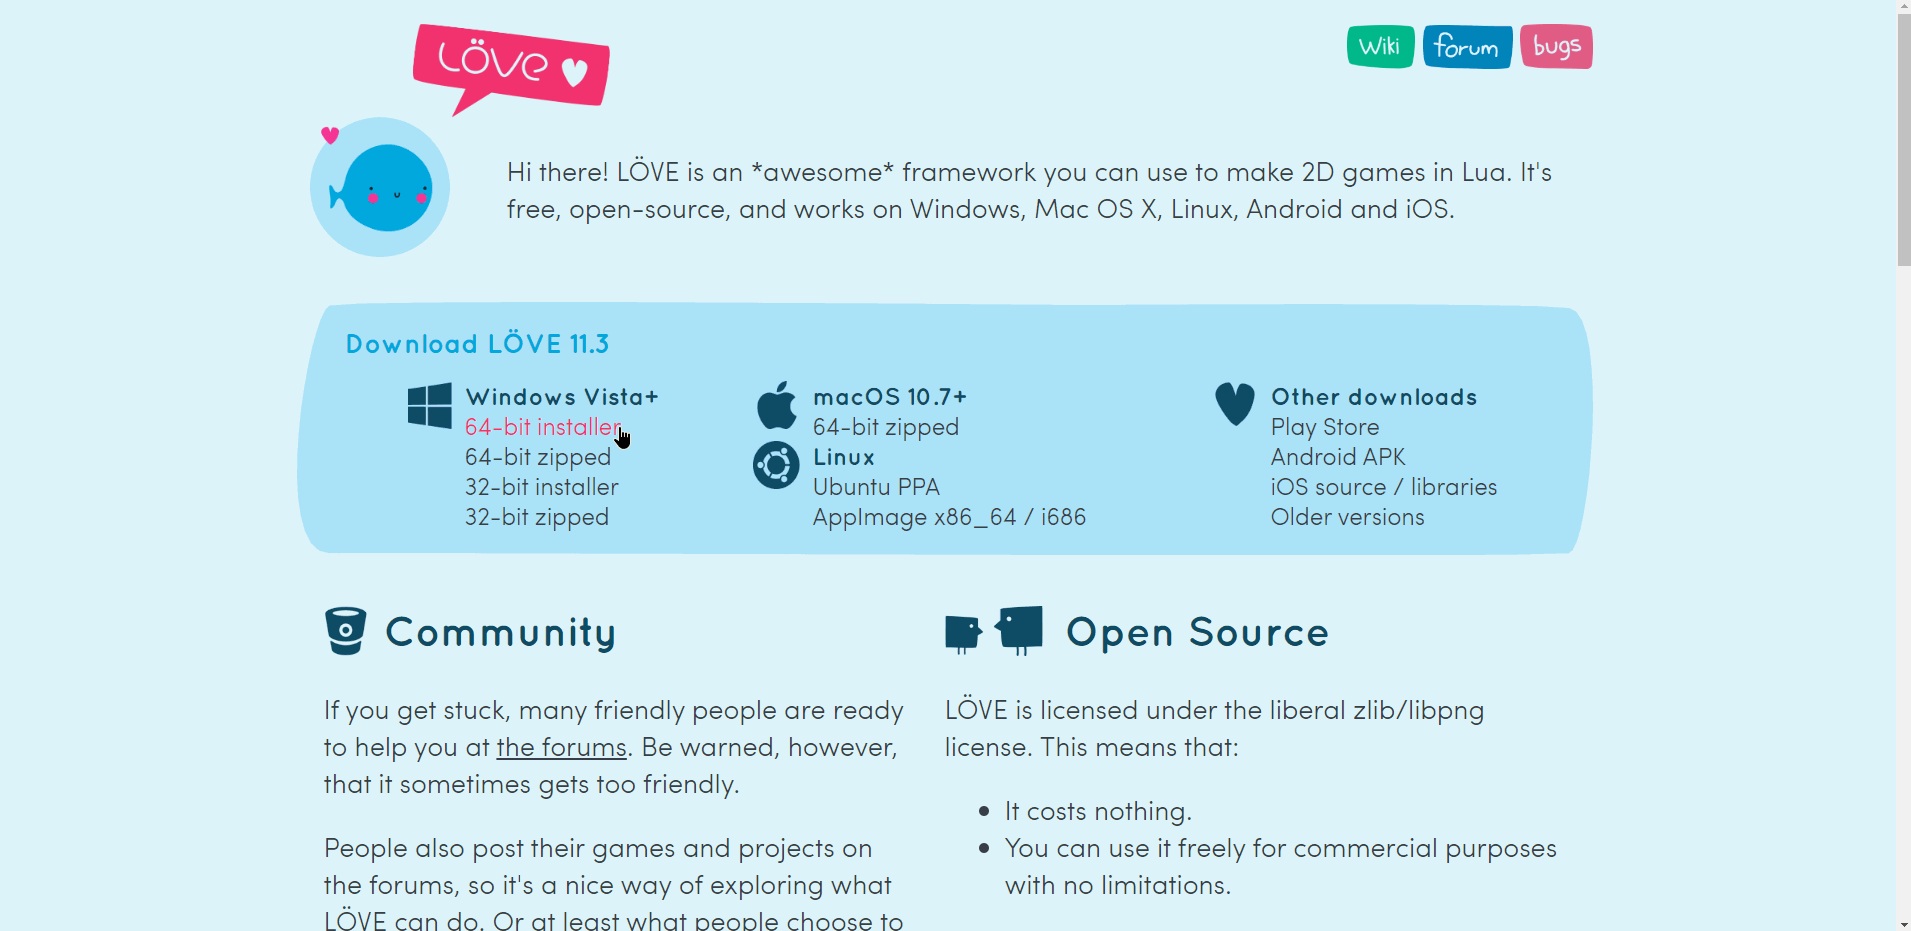 LÖVE
Wiki
forum
bugs
Hi there! LÖVE is an *awesome* framework you can use to make 2D games in Lua. It's
free, open-source, and works on Windows, Mac OS X, Linux, Android and iOS.
Download LÖVE 11.3
Windows Vista+
64-bit installer
64-bit zipped
32-bit installer
32-bit zipped
macOS 10.7+
64-bit zipped
Linux
Ubuntu PPA
AppImage x86_64 / i686
Other downloads
Play Store
Android APK
iOS source / libraries
Older versions
Community
If you get stuck, many friendly people are ready
to help you at the forums. Be warned, however,
that it sometimes gets too friendly.
People also post their games and projects on
the forums, so it's a nice way of exploring what
LÖVE can do. Or at least what people choose to
Open Source
LÖVE is licensed under the liberal zlib/libpng
license. This means that:
• It costs nothing.
• You can use it freely for commercial purposes
with no limitations.